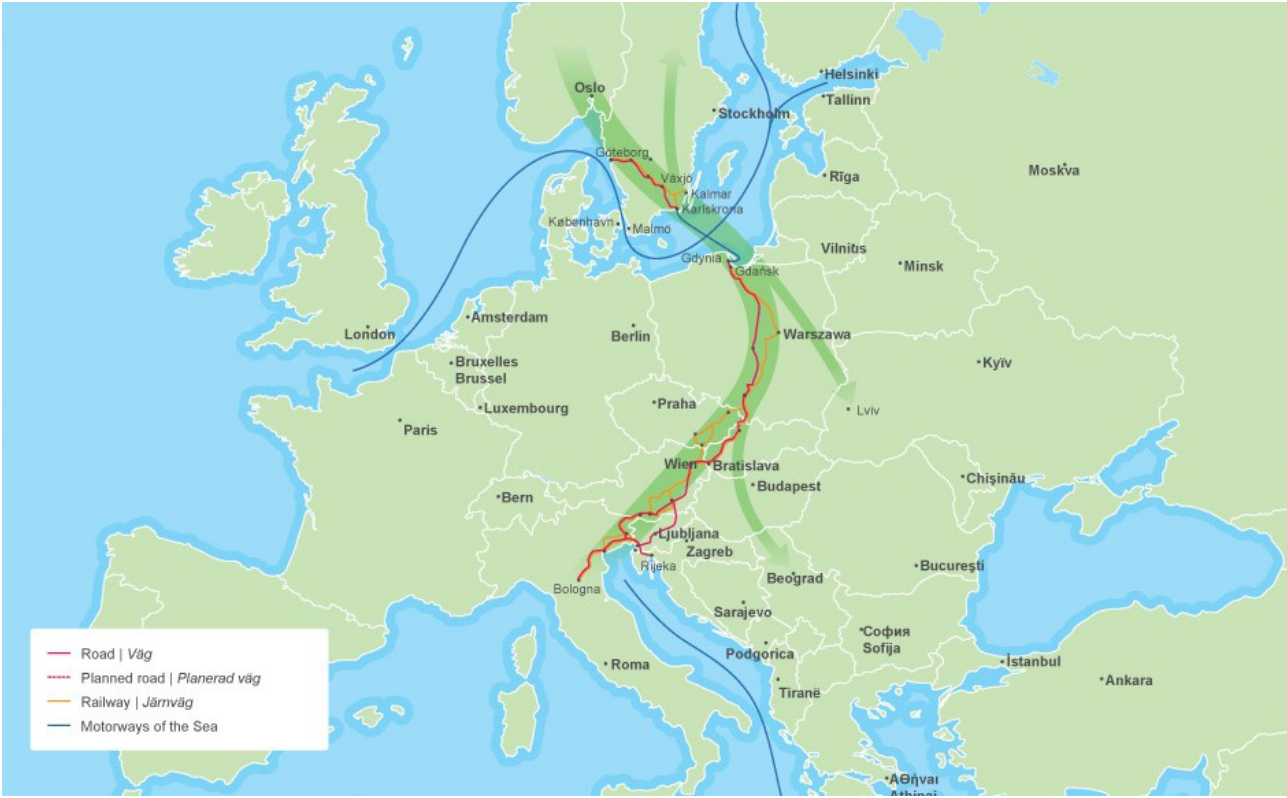 Helsinki
Oslo
Tallinn
Stockholm
Göteborg
Växjö
Rīga
Moskva
Kalmar
Karlskrona
København
Malmö
Vilnius
Gdynia
Gdańsk
Minsk
Amsterdam
London
Berlin
Warszawa
Bruxelles
Brussel
Kyïv
Praha
Luxembourg
Lviv
Paris
Wien
Bratislava
Chişinău
Budapest
Bern
Ljubljana
Zagreb
Rijeka
Bucureşti
Beograd
Bologna
Sarajevo
София
Sofija
Road | Väg
Podgorica
Roma
İstanbul
Planned road | Planerad väg
Ankara
Tiranë
Railway | Järnväg
Motorways of the Sea
Αθήναι
Athinai